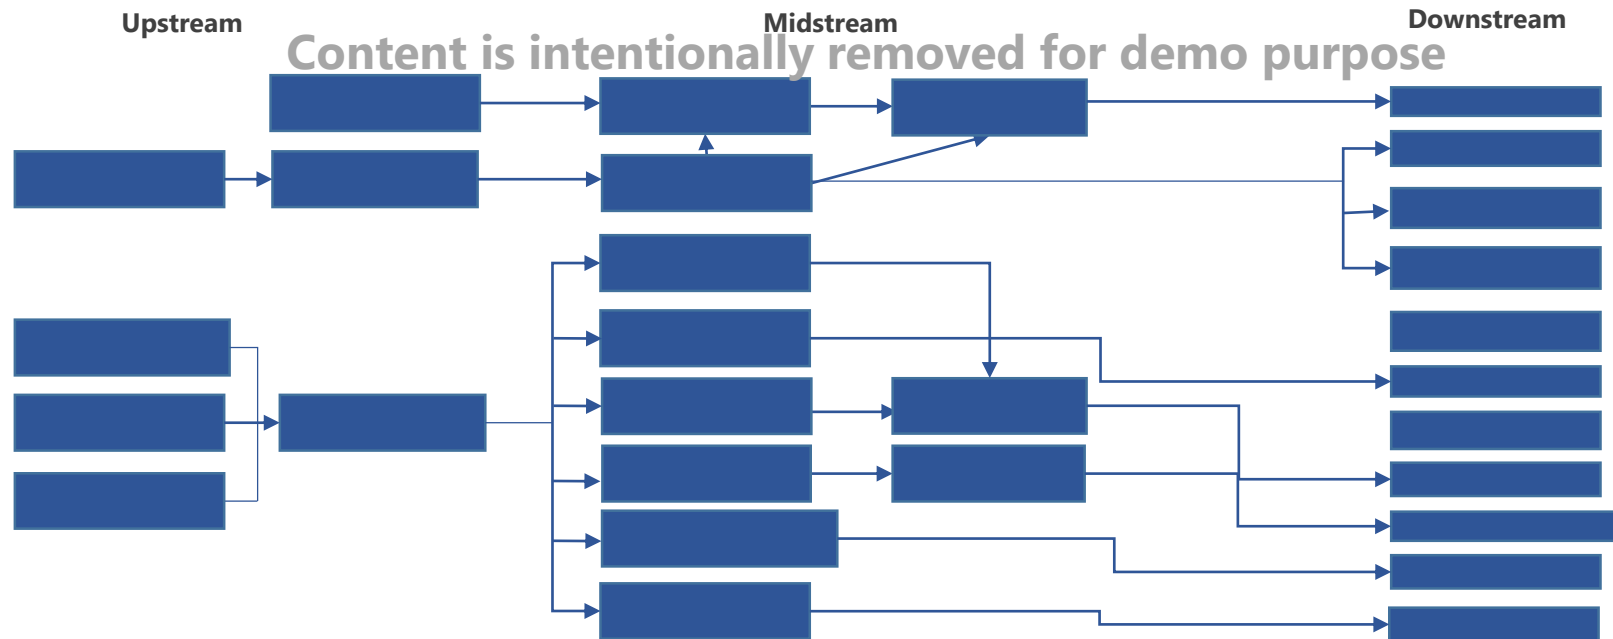 Upstream
Midstream
Downstream
Content is intentionally removed for demo purpose